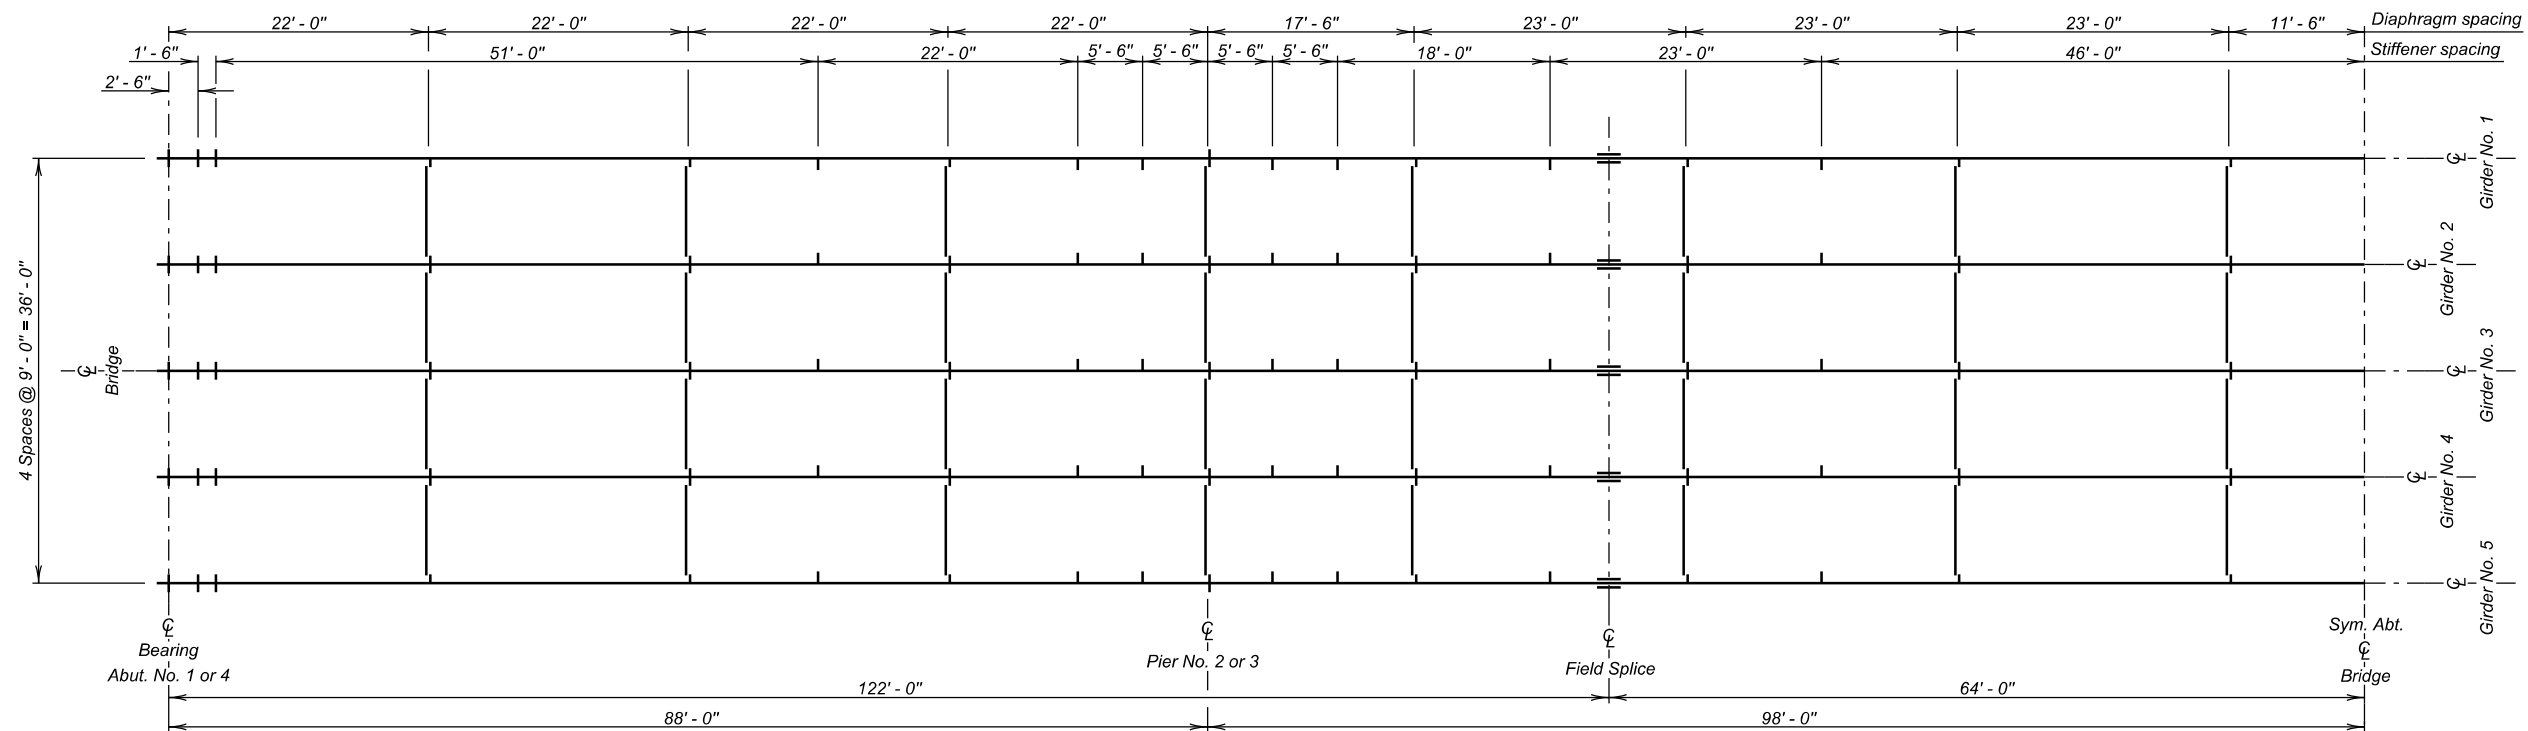 22' - 0" 22' - 0" 22' - 0" 22' - 0" 17' - 6" 23' - 0" 23' - 0" 23' - 0" 11' - 6" Diaphragm spacing
1' - 6" 51' - 0" 22' - 0" 5' - 6" 5' - 6" 5' - 6" 5' - 6" 18' - 0" 23' - 0" 46' - 0" Stiffener spacing
2' - 6"
4 Spaces @ 9' - 0" = 36' - 0"
℄ Bridge
℄ Girder No. 1
℄ Girder No. 2
℄ Girder No. 3
℄ Girder No. 4
℄ Girder No. 5
℄
Bearing
Abut. No. 1 or 4
℄
Pier No. 2 or 3
℄
Field Splice
Sym. Abt.
℄
Bridge
122' - 0" 64' - 0"
88' - 0" 98' - 0"